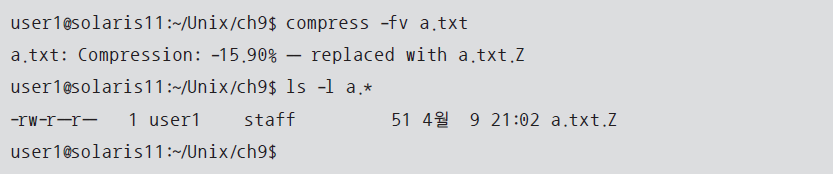 user1@solaris11:~/Unix/ch9$ compress -fv a.txt
a.txt: Compression: -15.90% — replaced with a.txt.Z
user1@solaris11:~/Unix/ch9$ ls -l a.*
-rw-r—r— 1 user1 staff 51 4월 9 21:02 a.txt.Z
user1@solaris11:~/Unix/ch9$